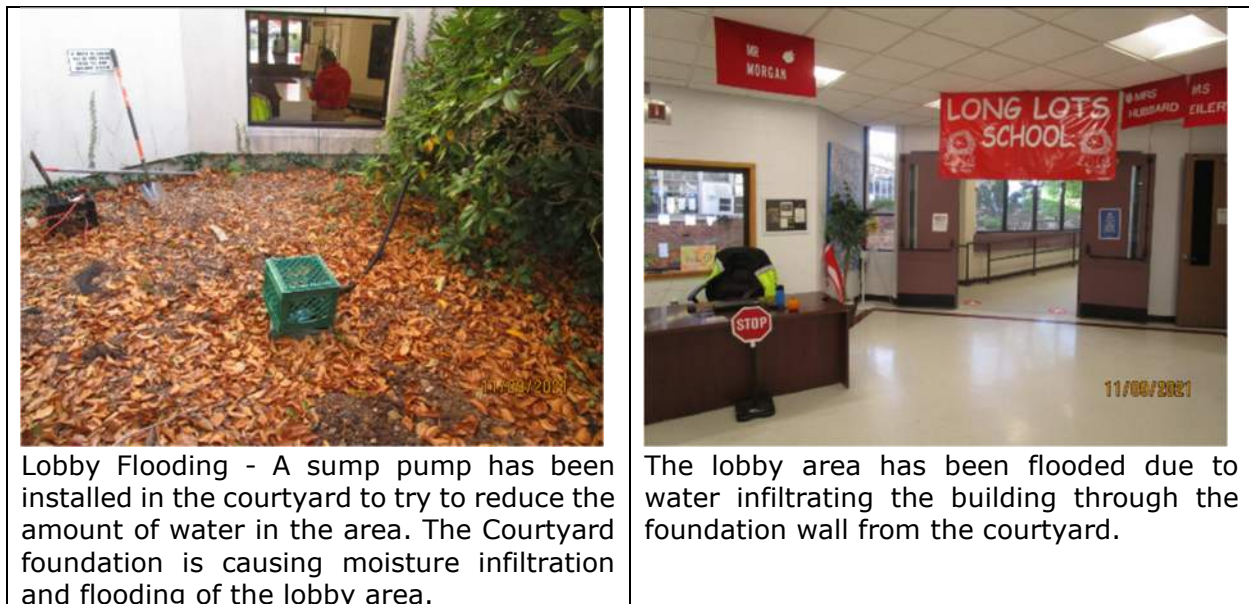 11/09/2021
MR
MORGAN
LONG LOTS
SCHOOL
MRS
HUBBARD
MS
EILER
STOP
11/09/2021
Lobby Flooding - A sump pump has been
installed in the courtyard to try to reduce the
amount of water in the area. The Courtyard
foundation is causing moisture infiltration
and flooding of the lobby area.
The lobby area has been flooded due to
water infiltrating the building through the
foundation wall from the courtyard.